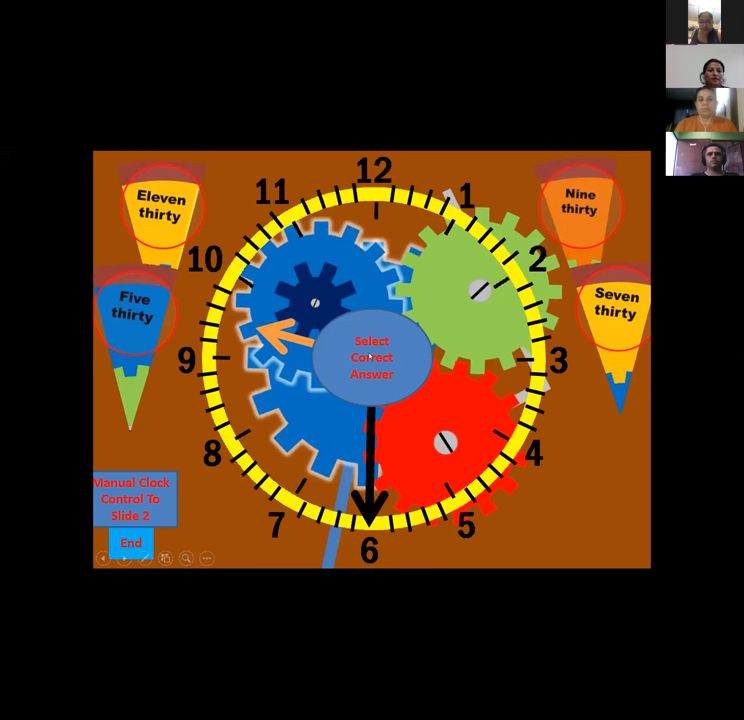 12
11
1
Eleven
thirty
Nine
thirty
10
2
Five
thirty
Seven
thirty
Select
Correct
Answer
9
3
8
4
Manual Clock
Control To
Slide 2
7
5
End
6